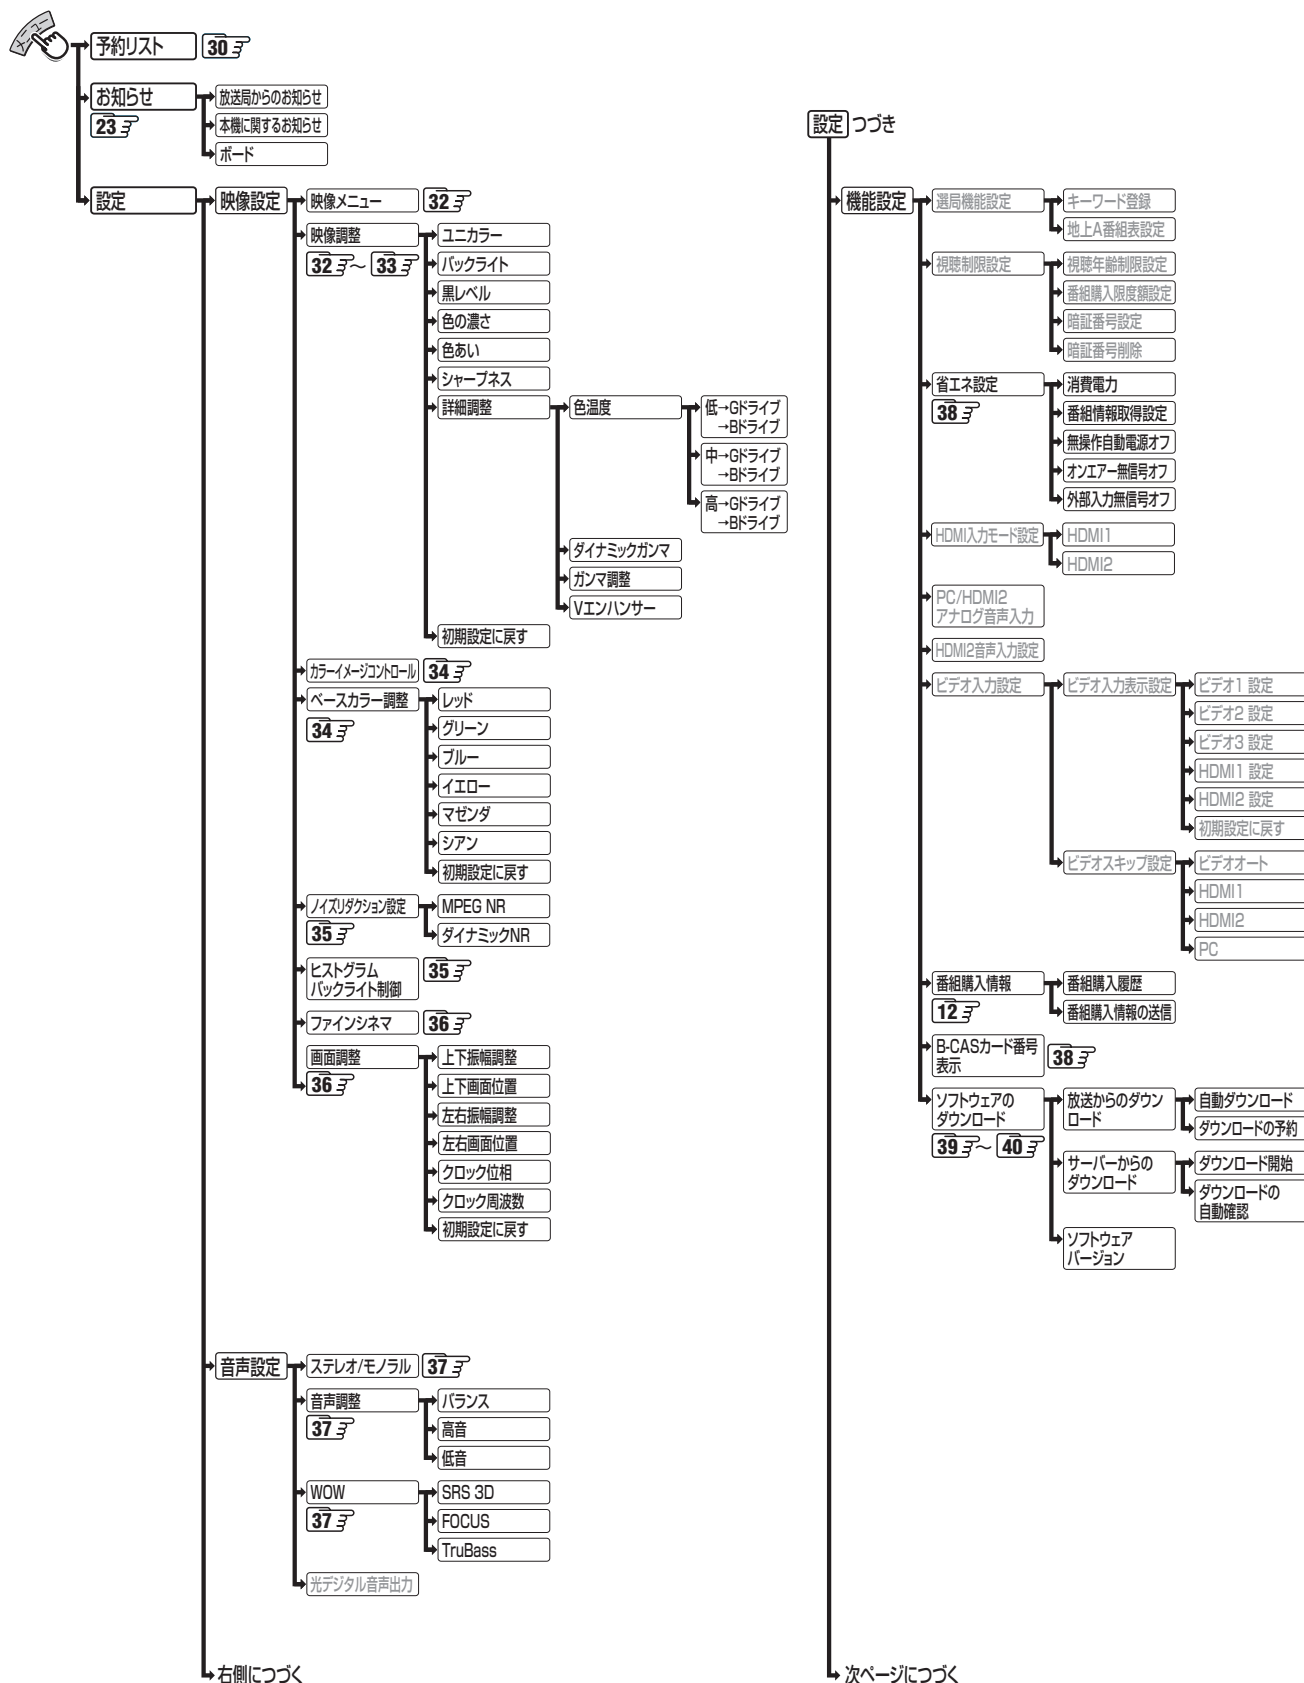 メニュー
予約リスト 30
お知らせ
23
放送局からのお知らせ
本機に関するお知らせ
ボード
設定
映像設定
映像メニュー 32
映像調整
32 ～ 33
ユニカラー
バックライト
黒レベル
色の濃さ
色あい
シャープネス
詳細調整
色温度
低→Gドライブ
→Bドライブ
中→Gドライブ
→Bドライブ
高→Gドライブ
→Bドライブ
ダイナミックガンマ
ガンマ調整
Vエンハンサー
初期設定に戻す
カラーイメージコントロール 34
ベースカラー調整
34
レッド
グリーン
ブルー
イエロー
マゼンダ
シアン
初期設定に戻す
ノイズリダクション設定
35
MPEG NR
ダイナミックNR
ヒストグラム
バックライト制御
35
ファインシネマ 36
画面調整
36
上下振幅調整
上下画面位置
左右振幅調整
左右画面位置
クロック位相
クロック周波数
初期設定に戻す
音声設定
ステレオ/モノラル 37
音声調整
37
バランス
高音
低音
WOW
37
SRS 3D
FOCUS
TruBass
光デジタル音声出力
右側につづく
設定 つづき
機能設定
選局機能設定
キーワード登録
地上A番組表設定
視聴制限設定
視聴年齢制限設定
番組購入限度額設定
暗証番号設定
暗証番号削除
省エネ設定
38
消費電力
番組情報取得設定
無操作自動電源オフ
オンエアー無信号オフ
外部入力無信号オフ
HDMI入力モード設定
HDMI1
HDMI2
PC/HDMI2
アナログ音声入力
HDMI2音声入力設定
ビデオ入力設定
ビデオ入力表示設定
ビデオ1 設定
ビデオ2 設定
ビデオ3 設定
HDMI1 設定
HDMI2 設定
初期設定に戻す
ビデオスキップ設定
ビデオオート
HDMI1
HDMI2
PC
番組購入情報
12
番組購入履歴
番組購入情報の送信
B-CASカード番号
表示
38
ソフトウェアの
ダウンロード
39 ～ 40
放送からのダウン
ロード
自動ダウンロード
ダウンロードの予約
サーバーからの
ダウンロード
ダウンロード開始
ダウンロードの
自動確認
ソフトウェア
バージョン
次ページにつづく